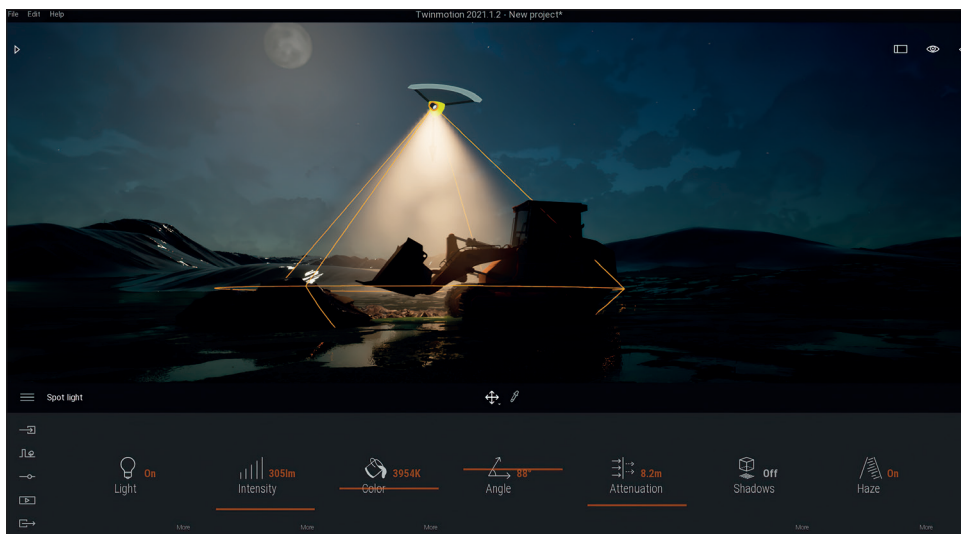 File Edit Help
Twinmotion 2021.1.2 - New project*
Spot light
On
Light
305lm
Intensity
3954K
Color
88°
Angle
8.2m
Attenuation
Off
Shadows
On
Haze
More More More More More